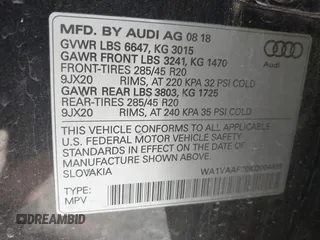 MFD. BY AUDI AG 08 18
GVWR LBS 6647, KG 3015
GAWR FRONT LBS 3241, KG 1470
FRONT-TIRES 285/45 R20
9JX20 RIMS, AT 220 KPA 32 PSI COLD
GAWR REAR LBS 3803, KG 1725
REAR-TIRES 285/45 R20
9JX20 RIMS, AT 240 KPA 35 PSI COLD
Audi
THIS VEHICLE CONFORMS TO ALL APPLICABLE
U.S. FEDERAL MOTOR VEHICLE SAFETY
STANDARDS IN EFFECT ON THE DATE OF
MANUFACTURE SHOWN ABOVE
SLOVAKIA
TYPE:
MPV
DREAMBID